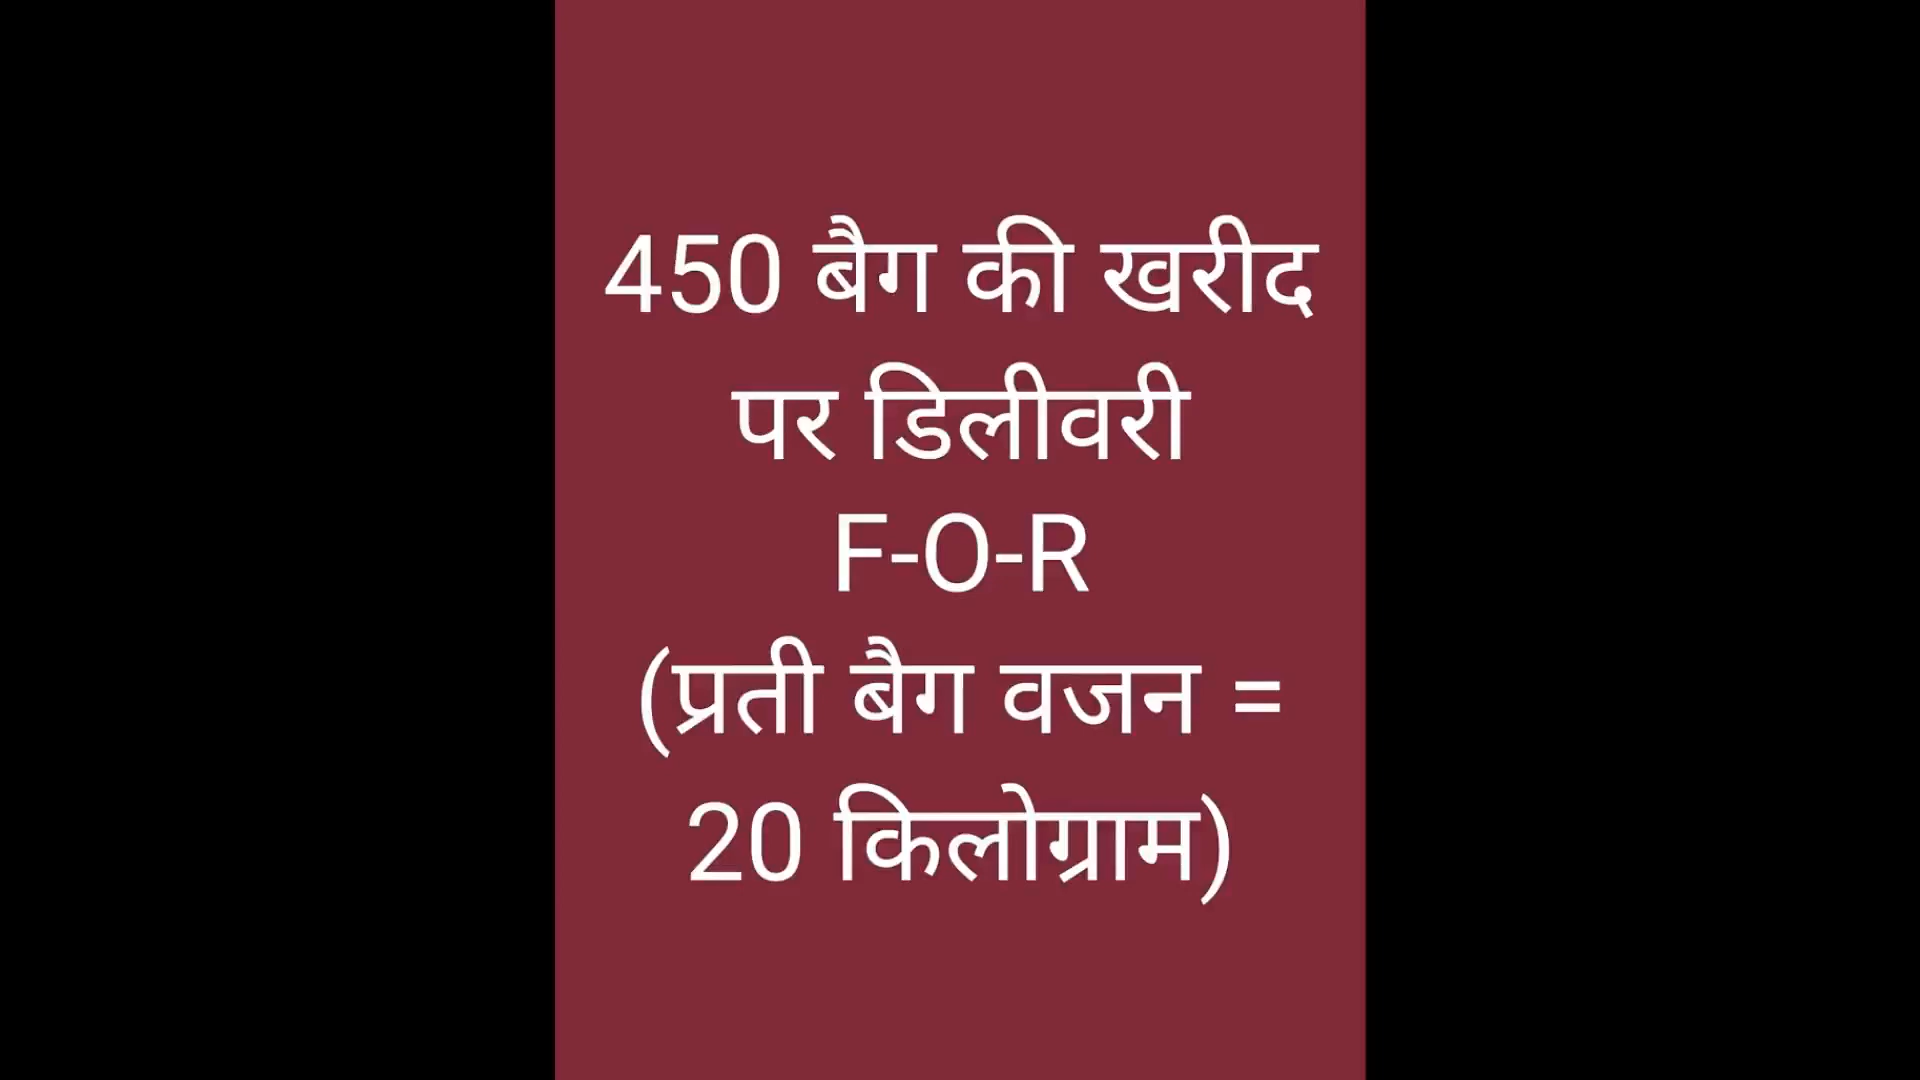 450 बैग की खरीद
पर डिलीवरी
F-O-R
(प्रती बैग वजन =
20 किलोग्राम)